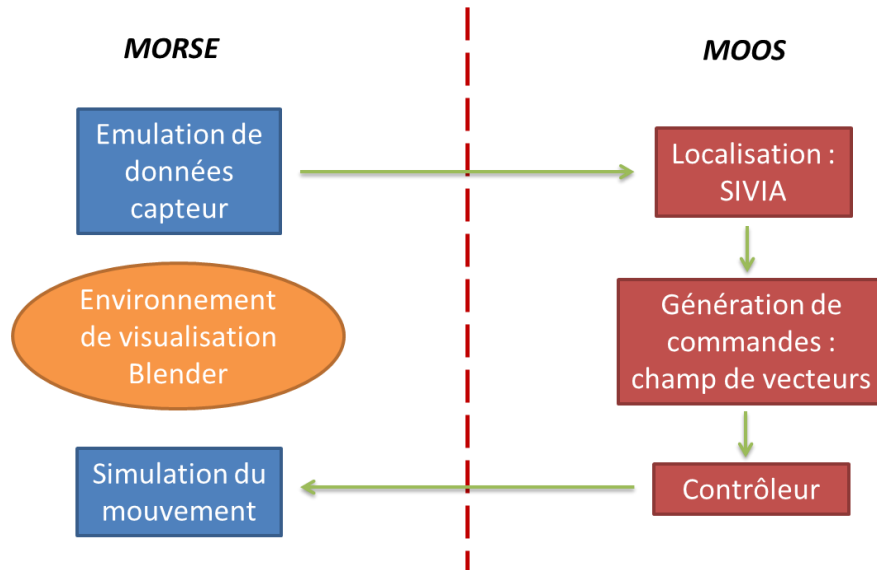 MORSE
Emulation de
données
capteur
Environnement
de visualisation
Blender
Simulation du
mouvement
MOOS
Localisation :
SIVIA
Génération de
commandes :
champ de vecteurs
Contrôleur